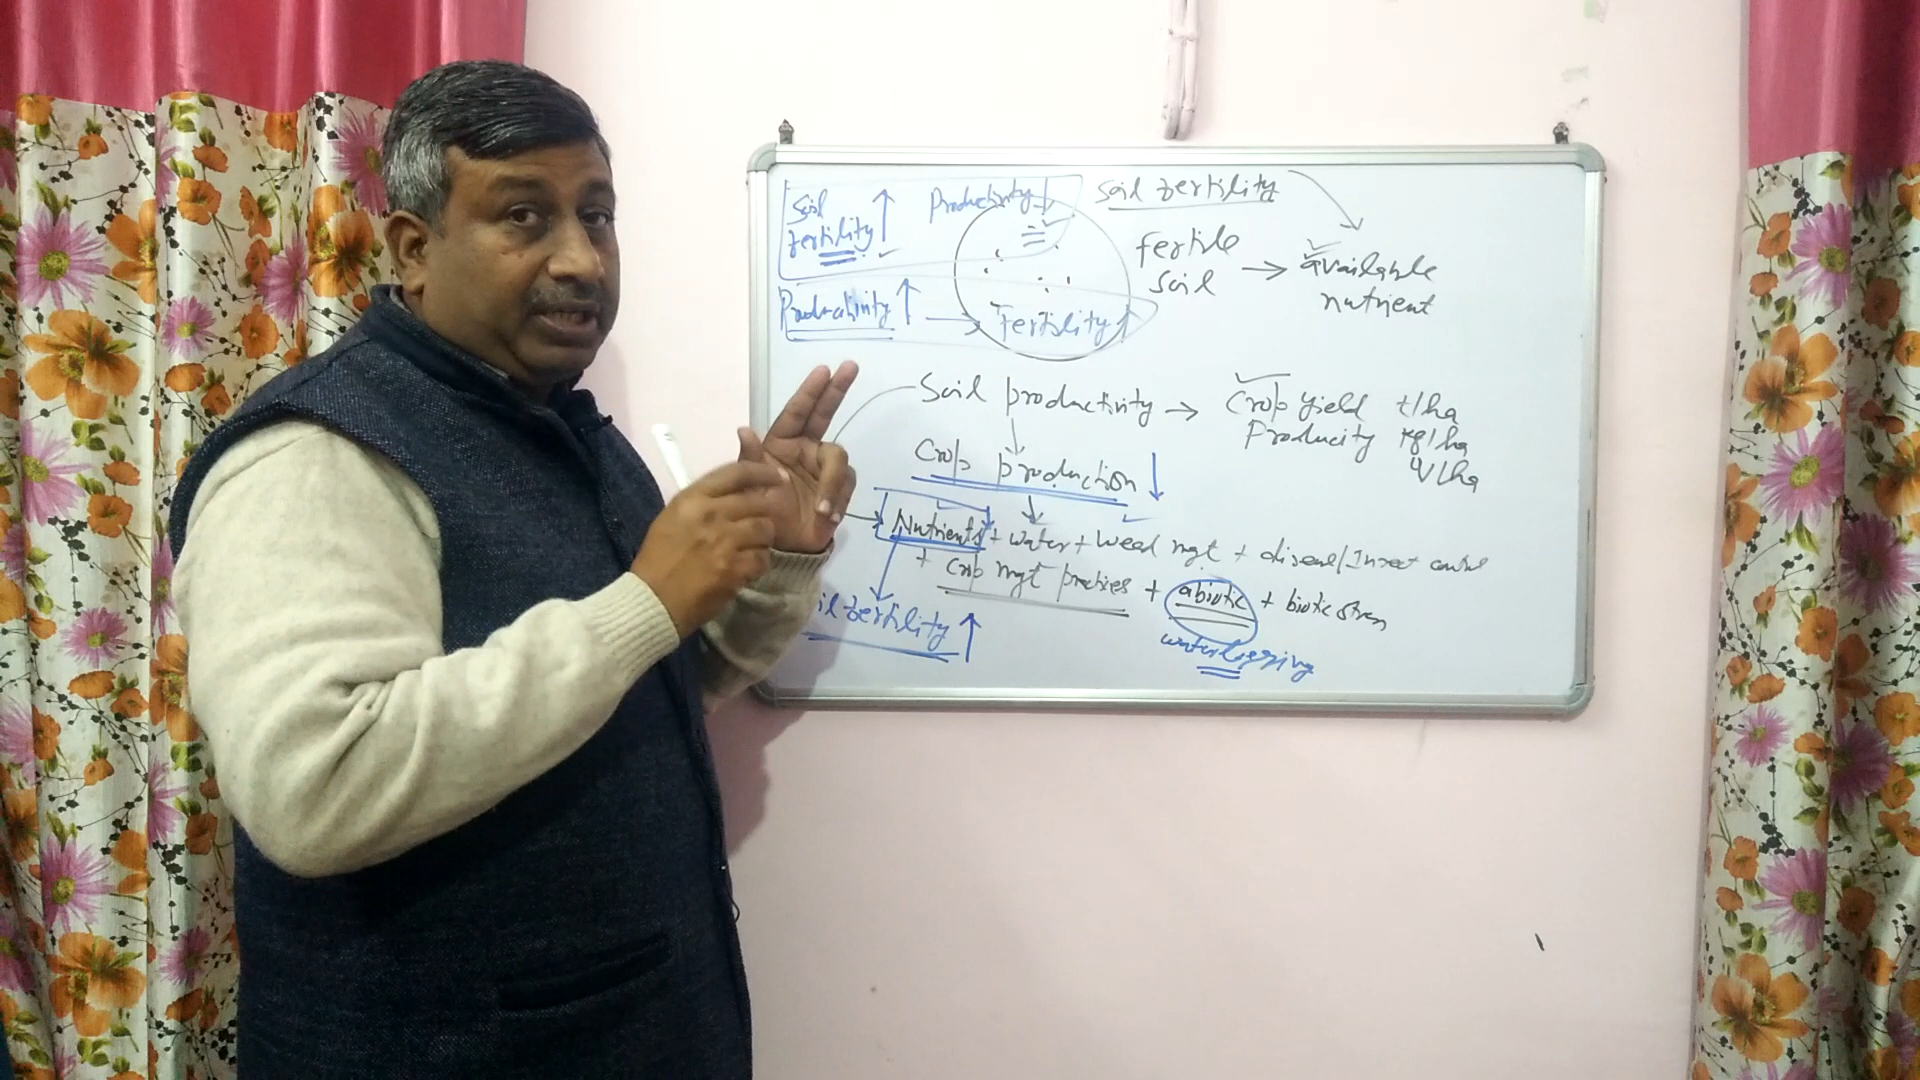 Soil
fertility ↑ Productivity ↓
Productivity ↑ → Fertility ↑
Soil fertility
Fertile
Soil → available
nutrient
Soil productivity → Crop yield t/ha
Producity kg/ha
q/ha
Crop production ↓
Nutrients + water + weed mgt + disease/Insect control
+ crop mgt practices + abiotic + biotic stress
il fertility ↑
waterlogging